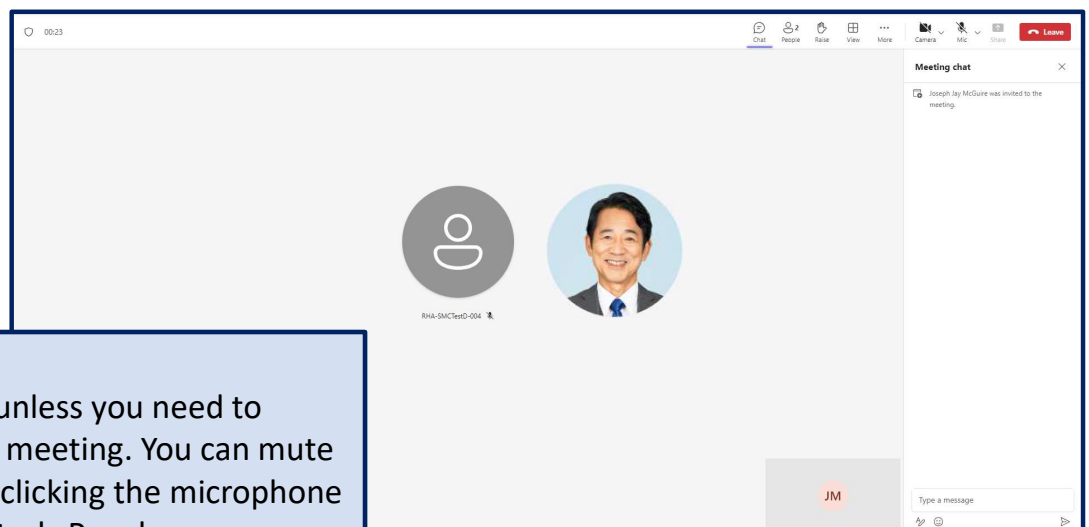 00:23
Chat
People 2
Raise
View
More
Camera
Mic
Share
Leave
Meeting chat
Joseph Jay McGuire was invited to the
meeting.
RHA-SMCTestD-004
unless you need to
meeting. You can mute
clicking the microphone
JM
Type a message